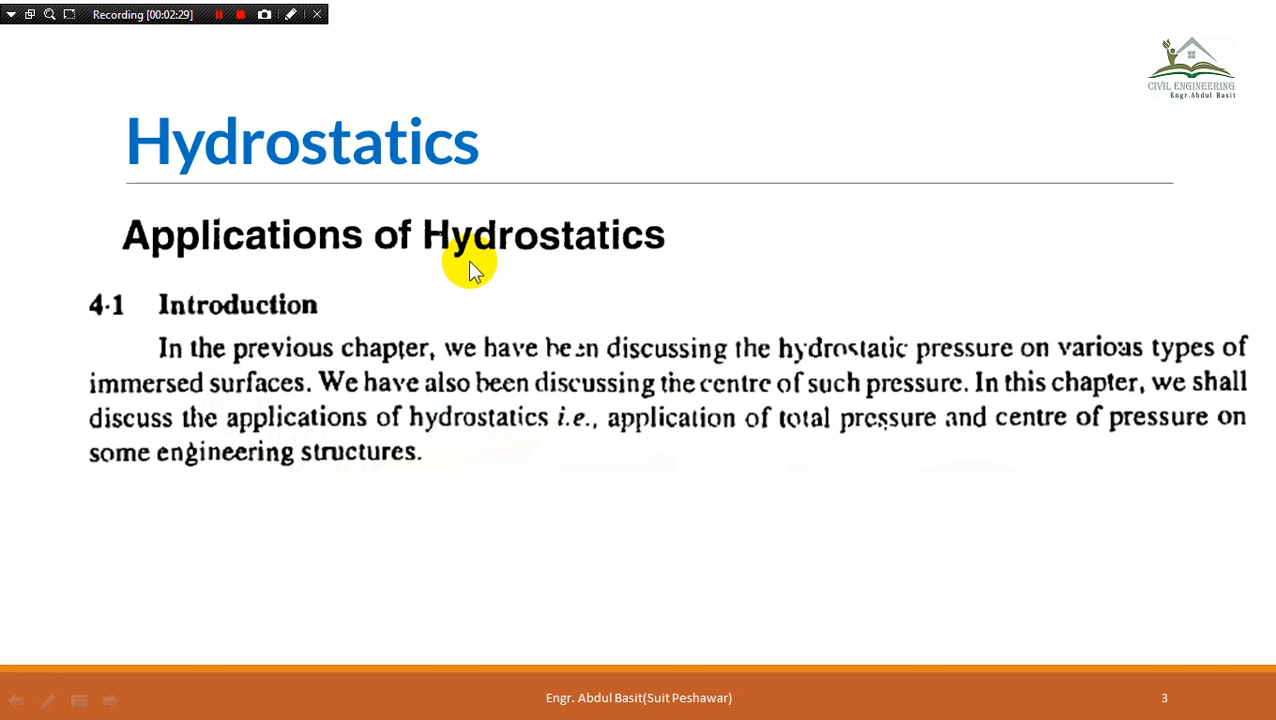 Recording [00:02:29]
CIVIL ENGINEERING
Engr.Abdul Basit
Hydrostatics
Applications of Hydrostatics
4·1 Introduction
In the previous chapter, we have been discussing the hydrostatic pressure on various types of
immersed surfaces. We have also been discussing the centre of such pressure. In this chapter, we shall
discuss the applications of hydrostatics i.e., application of total pressure and centre of pressure on
some engineering structures.
Engr. Abdul Basit(Suit Peshawar)
3